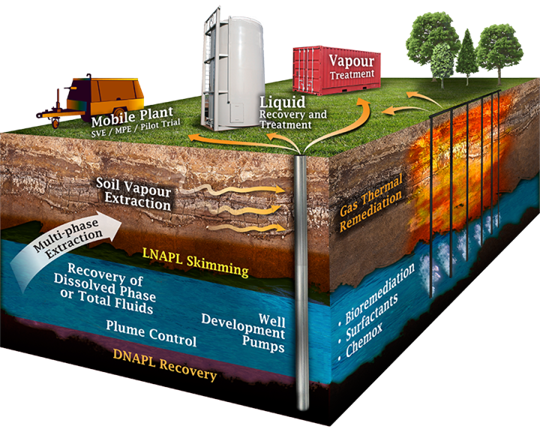 Vapour
Treatment
Mobile Plant
SVE / MPE / Pilot Trial
Liquid
Recovery and
Treatment
Soil Vapour
Extraction
Gas Thermal
Remediation
Multi-phase
Extraction
LNAPL Skimming
Recovery of
Dissolved Phase
or Total Fluids
Well
Development
Pumps
Plume Control
DNAPL Recovery
• Bioremediation
• Surfactants
• Chemox